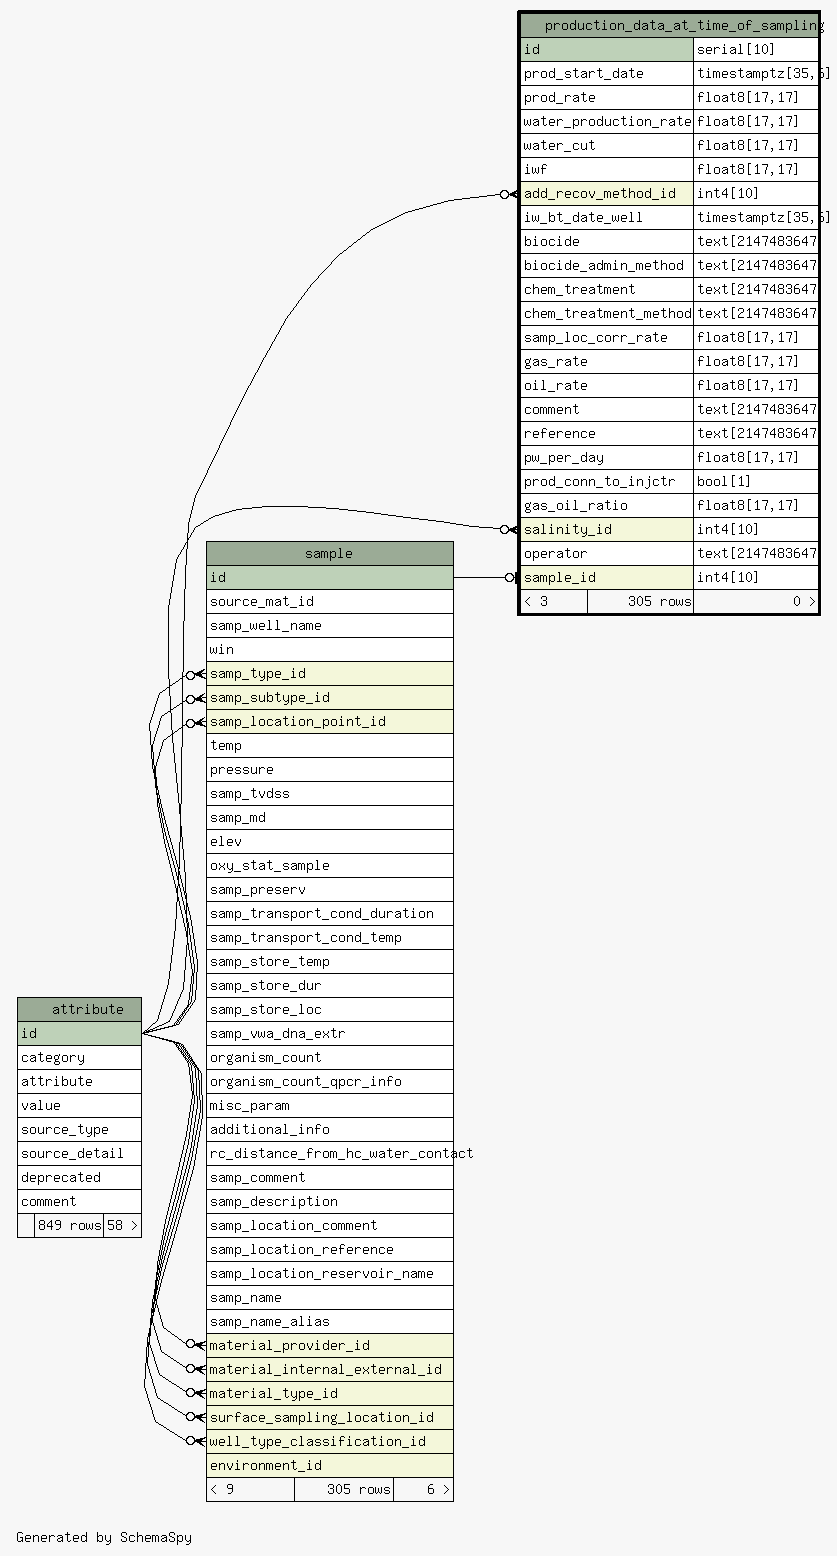 production_data_at_time_of_sampling
id serial[10]
prod_start_date timestamptz[35,6]
prod_rate float8[17,17]
water_production_rate float8[17,17]
water_cut float8[17,17]
iwf float8[17,17]
add_recov_method_id int4[10]
iw_bt_date_well timestamptz[35,6]
biocide text[2147483647
biocide_admin_method text[2147483647
chem_treatment text[2147483647
chem_treatment_method text[2147483647
samp_loc_corr_rate float8[17,17]
gas_rate float8[17,17]
oil_rate float8[17,17]
comment text[2147483647
reference text[2147483647
pw_per_day float8[17,17]
prod_conn_to_injctr bool[1]
gas_oil_ratio float8[17,17]
salinity_id int4[10]
operator text[2147483647
sample_id int4[10]
< 3 305 rows 0 >
sample
id
source_mat_id
samp_well_name
win
samp_type_id
samp_subtype_id
samp_location_point_id
temp
pressure
samp_tvdss
samp_md
elev
oxy_stat_sample
samp_preserv
samp_transport_cond_duration
samp_transport_cond_temp
samp_store_temp
samp_store_dur
samp_store_loc
samp_vwa_dna_extr
organism_count
organism_count_qpcr_info
misc_param
additional_info
rc_distance_from_hc_water_contact
samp_comment
samp_description
samp_location_comment
samp_location_reference
samp_location_reservoir_name
samp_name
samp_name_alias
material_provider_id
material_internal_external_id
material_type_id
surface_sampling_location_id
well_type_classification_id
environment_id
< 9 305 rows 6 >
attribute
id
category
attribute
value
source_type
source_detail
deprecated
comment
849 rows 58 >
Generated by SchemaSpy